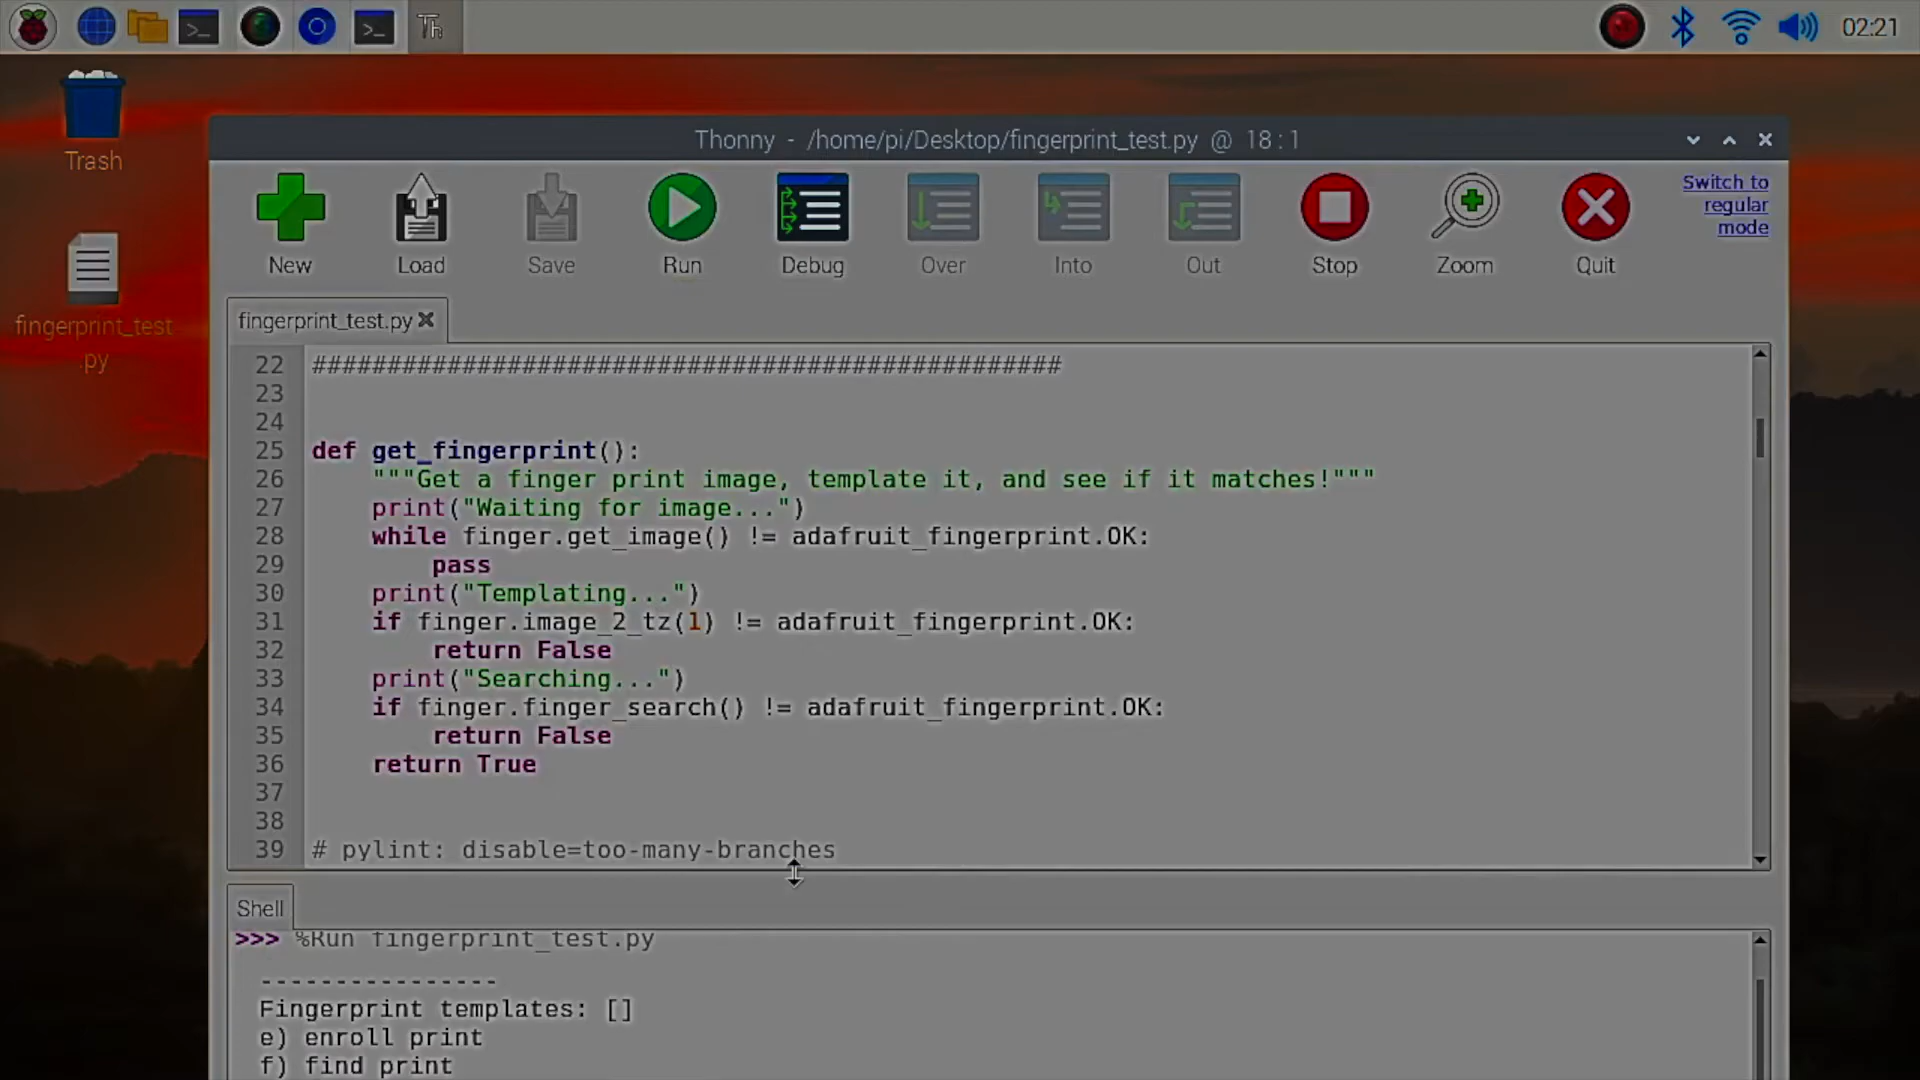 02:21
Trash
fingerprint_test
.py
Thonny - /home/pi/Desktop/fingerprint_test.py @ 18 : 1
New
Load
Save
Run
Debug
Over
Into
Out
Stop
Zoom
Quit
Switch to
regular
mode
fingerprint_test.py
22 ##################################################
23
24
25 def get_fingerprint():
26     """Get a finger print image, template it, and see if it matches!"""
27     print("Waiting for image...")
28     while finger.get_image() != adafruit_fingerprint.OK:
29         pass
30     print("Templating...")
31     if finger.image_2_tz(1) != adafruit_fingerprint.OK:
32         return False
33     print("Searching...")
34     if finger.finger_search() != adafruit_fingerprint.OK:
35         return False
36     return True
37
38
39 # pylint: disable=too-many-branches
Shell
>>> %Run fingerprint_test.py
----------------
Fingerprint templates: []
e) enroll print
f) find print